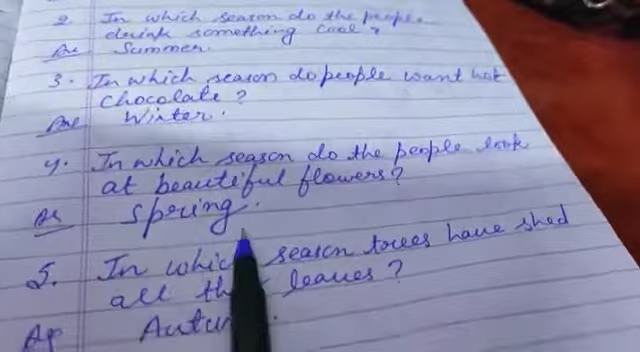 2. In which season do the people
drink something cool?
Ans Summer.
3. In which season do people want hot
chocolate?
Ans Winter.
4. In which season do the people look
at beautiful flowers?
Ans Spring.
5. In which season trees have shed
all the leaves?